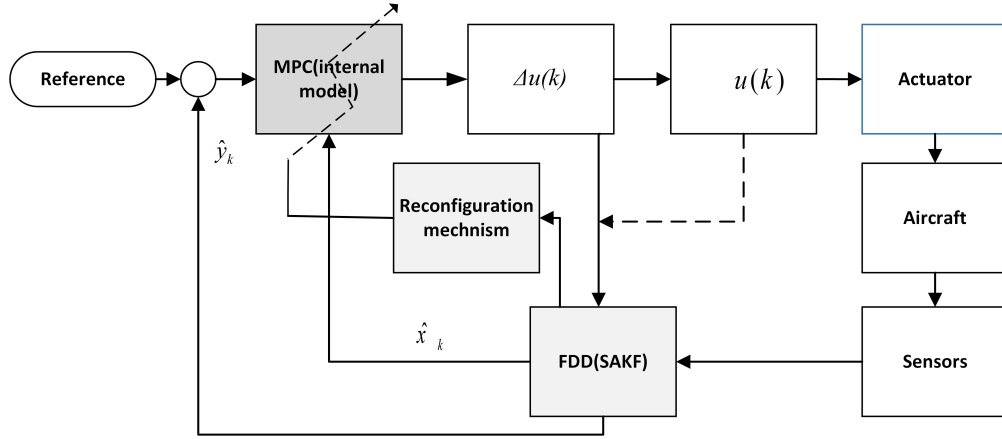 Reference
MPC(internal
model)
Δu(k)
u(k)
Actuator
ŷk
Reconfiguration
mechnism
Aircraft
x̂ k
FDD(SAKF)
Sensors